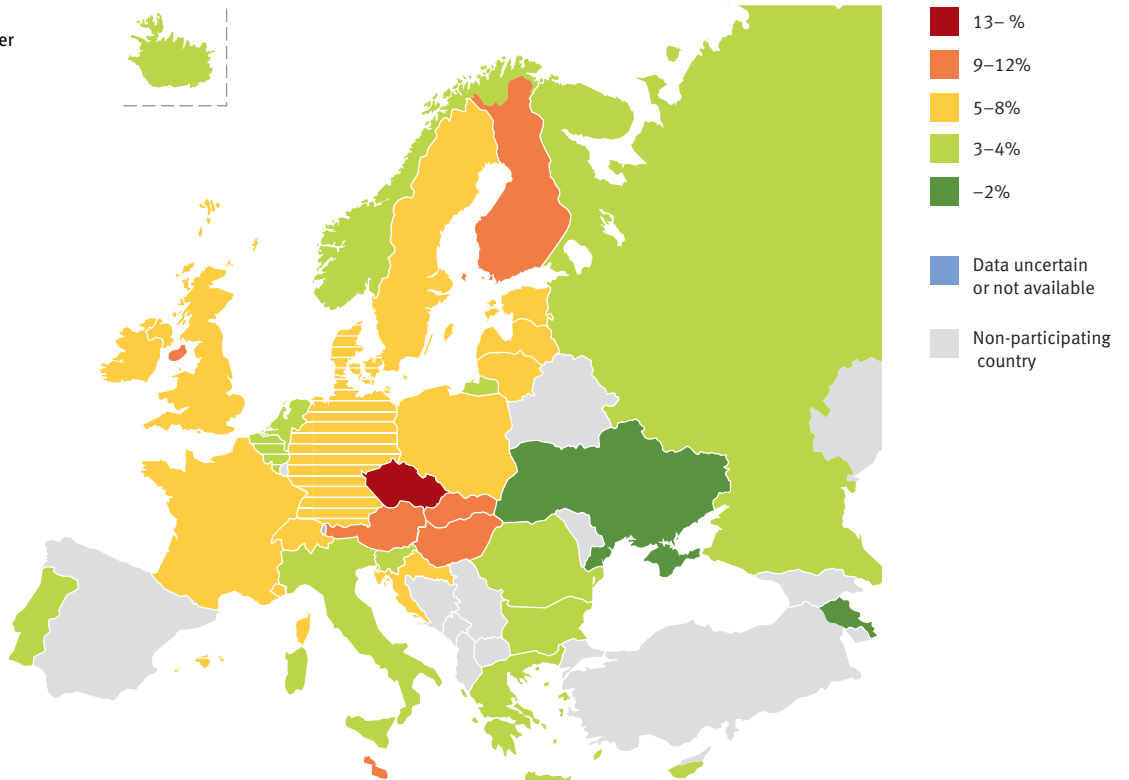 er
13– %
9–12%
5–8%
3–4%
–2%
Data uncertain
or not available
Non-participating
country